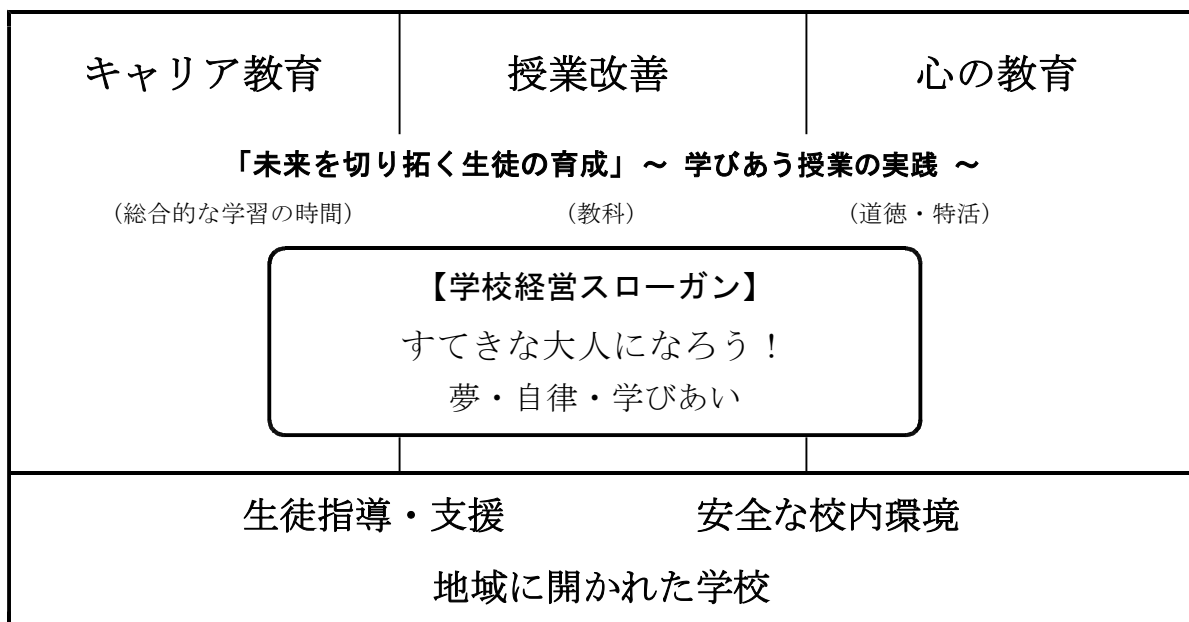 キャリア教育 授業改善 心の教育
「未来を切り拓く生徒の育成」～ 学びあう授業の実践 ～
（総合的な学習の時間） （教科） （道徳・特活）
【学校経営スローガン】
すてきな大人になろう！
夢・自律・学びあい
生徒指導・支援 安全な校内環境
地域に開かれた学校